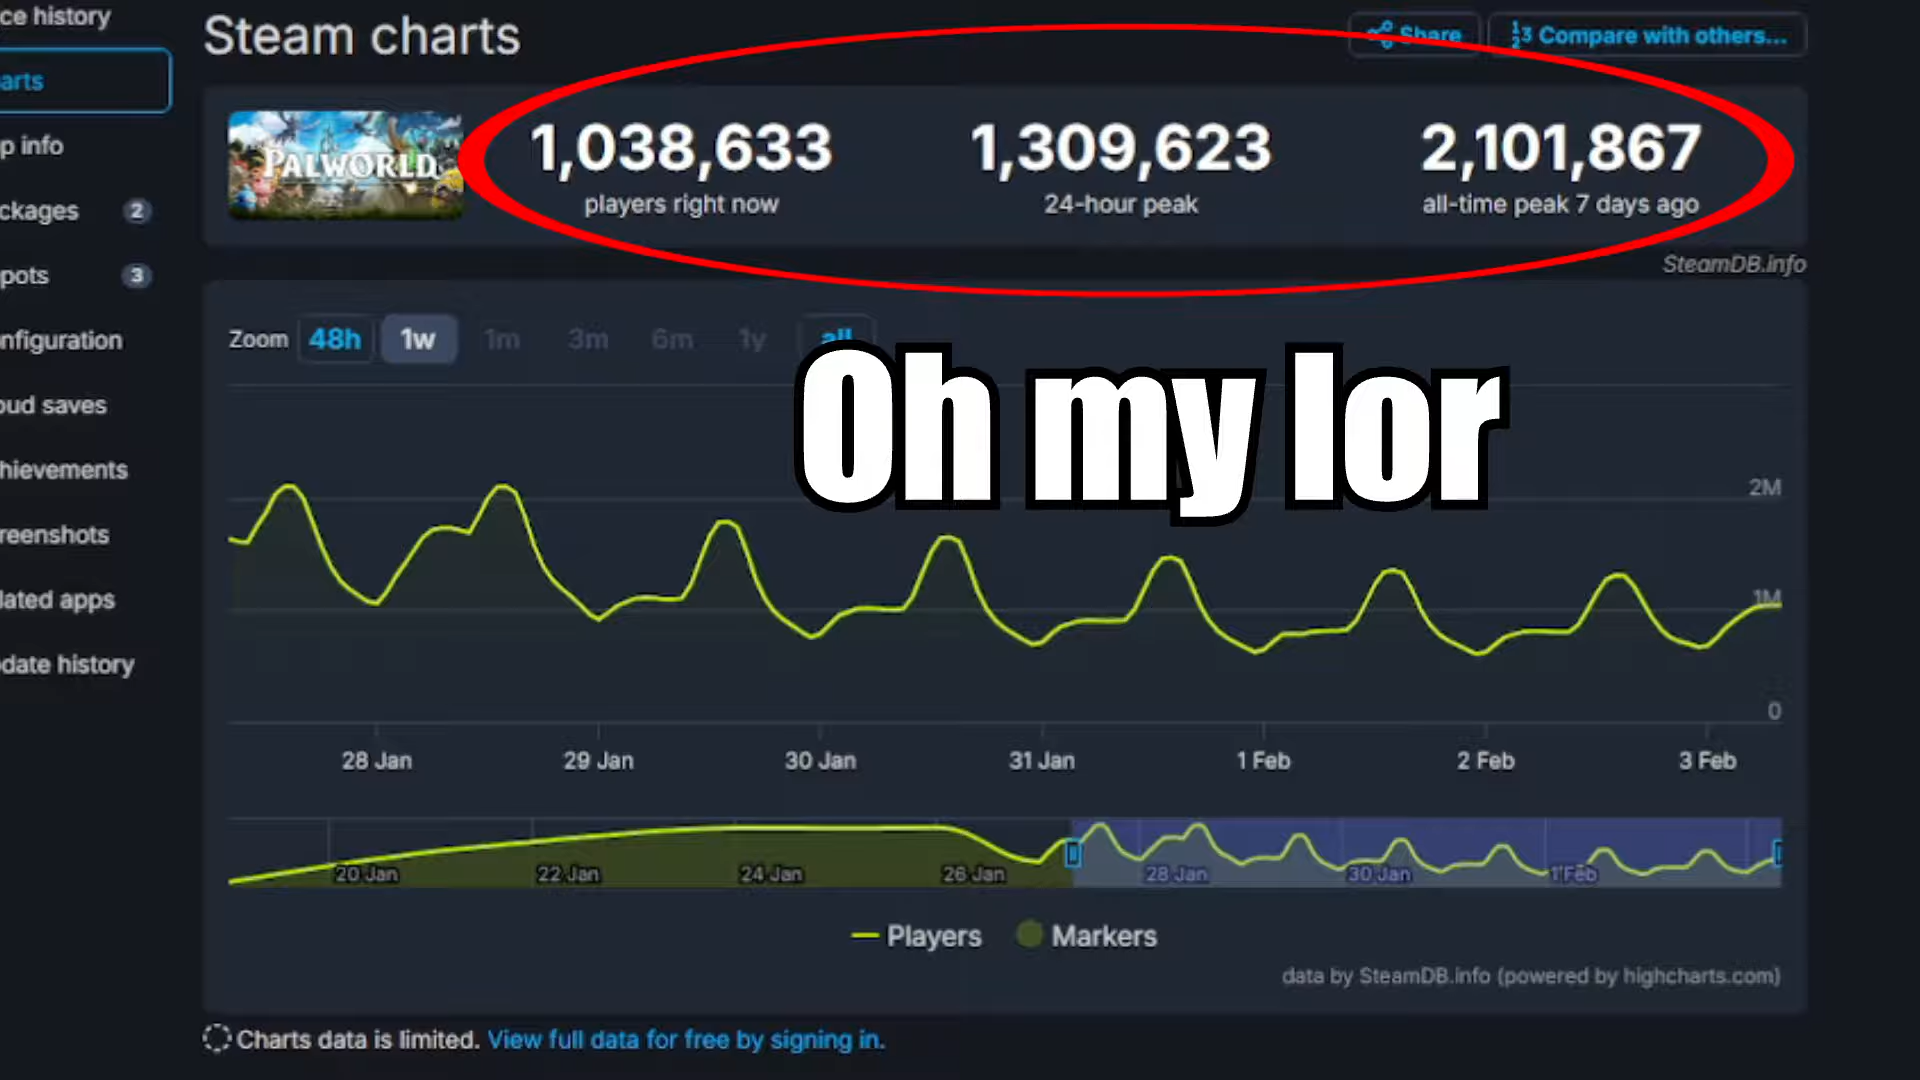 ce history
arts
p info
ckages 2
pots 3
nfiguration
oud saves
hievements
reenshots
lated apps
date history
Steam charts
Share
Compare with others...
PALWORLD
1,038,633
players right now
1,309,623
24-hour peak
2,101,867
all-time peak 7 days ago
SteamDB.info
Zoom 48h 1w 1m 3m 6m 1y all
Oh my lor
2M
1M
0
28 Jan 29 Jan 30 Jan 31 Jan 1 Feb 2 Feb 3 Feb
20 Jan 22 Jan 24 Jan 26 Jan 28 Jan 30 Jan 1 Feb
Players Markers
data by SteamDB.info (powered by highcharts.com)
Charts data is limited. View full data for free by signing in.